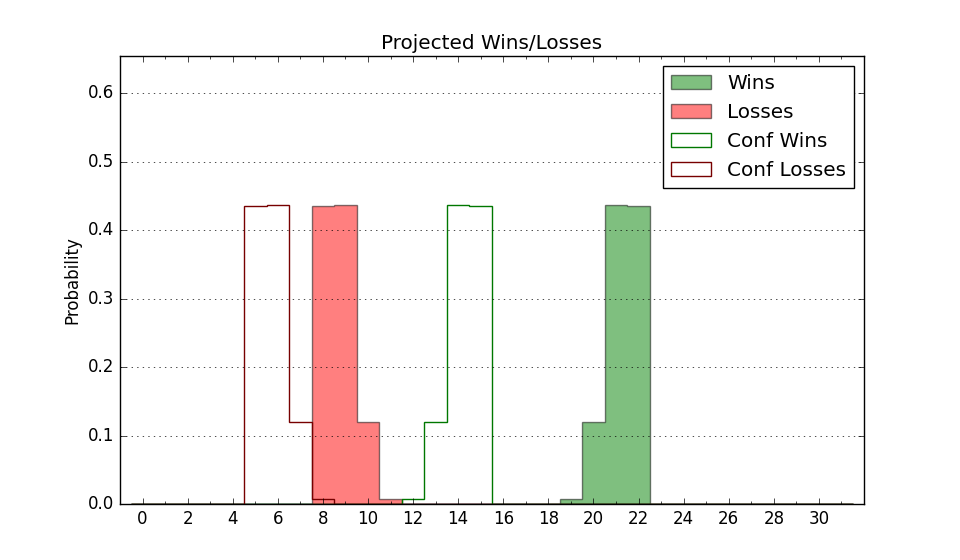 Projected Wins/Losses
Wins
Losses
Conf Wins
Conf Losses
Probability
0.6
0.5
0.4
0.3
0.2
0.1
0.0
0 2 4 6 8 10 12 14 16 18 20 22 24 26 28 30